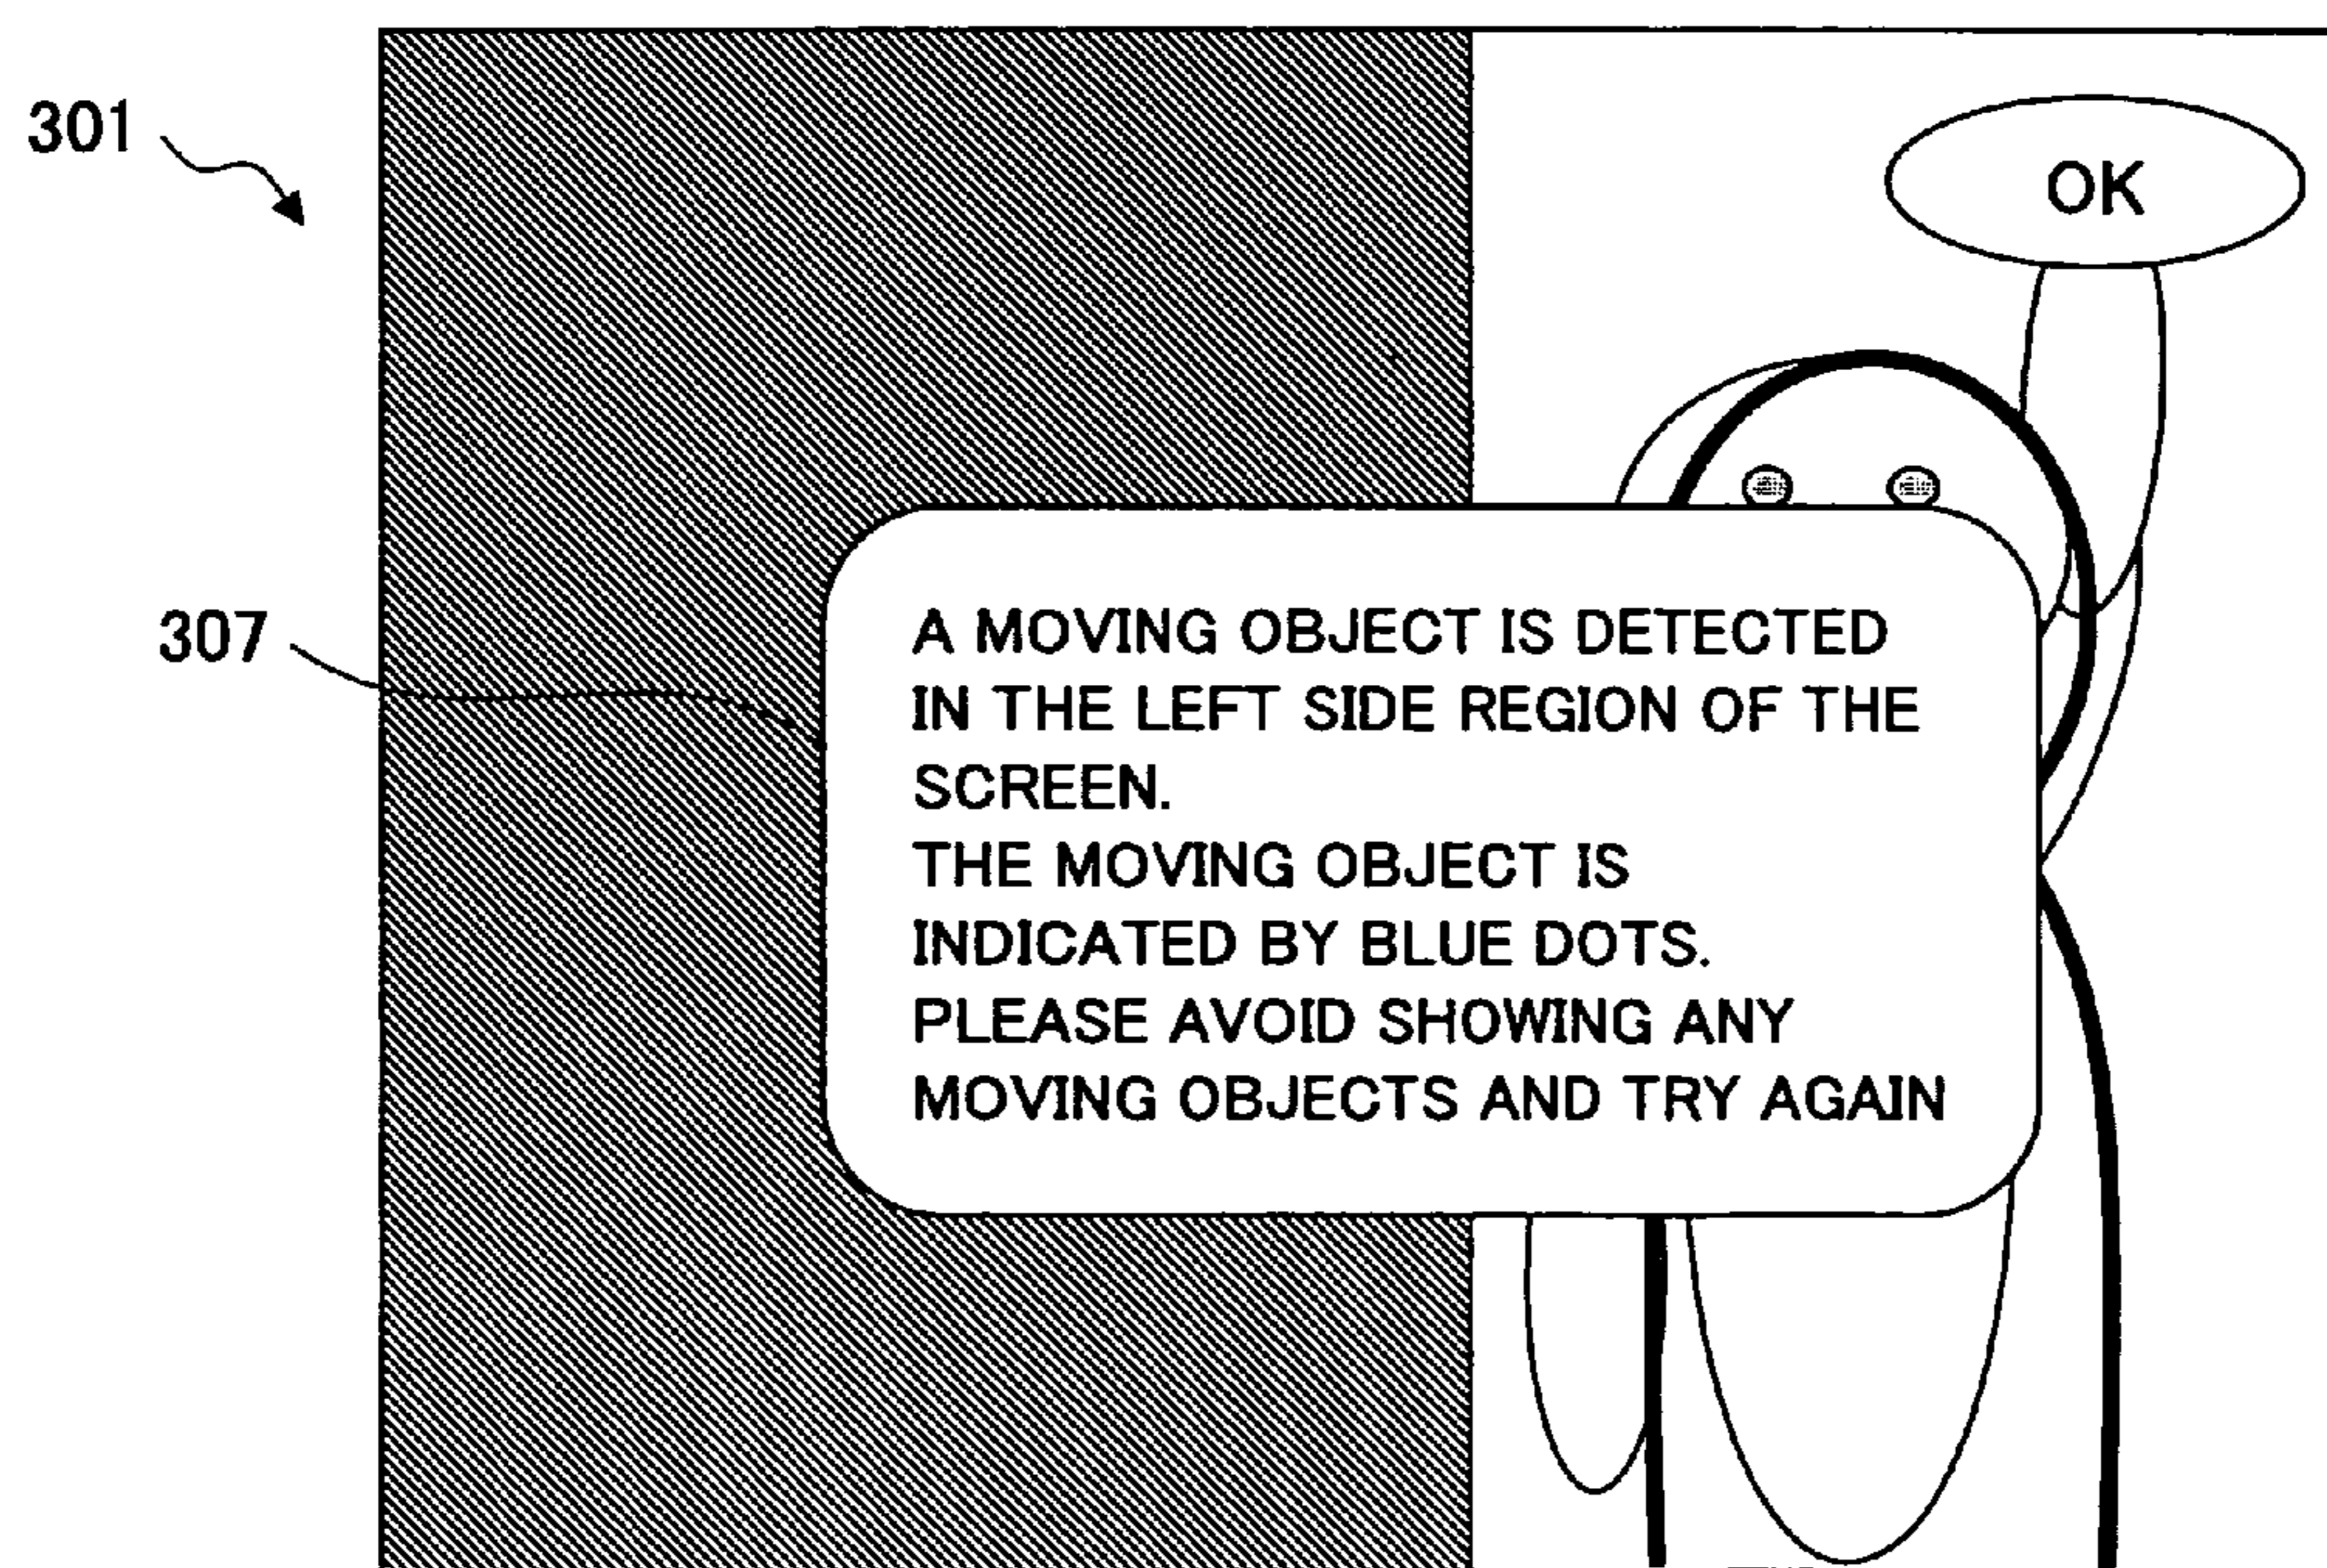 301
OK
307
A MOVING OBJECT IS DETECTED
IN THE LEFT SIDE REGION OF THE
SCREEN.
THE MOVING OBJECT IS
INDICATED BY BLUE DOTS.
PLEASE AVOID SHOWING ANY
MOVING OBJECTS AND TRY AGAIN